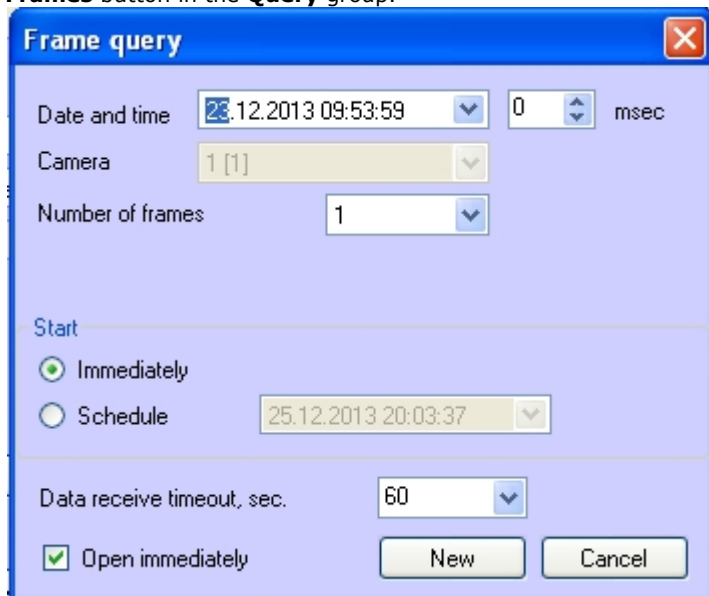 Frames button in the Query group.
Frame query
Date and time 23.12.2013 09:53:59 0 msec
Camera 1 [1]
Number of frames 1
Start
Immediately
Schedule 25.12.2013 20:03:37
Data receive timeout, sec. 60
Open immediately New Cancel